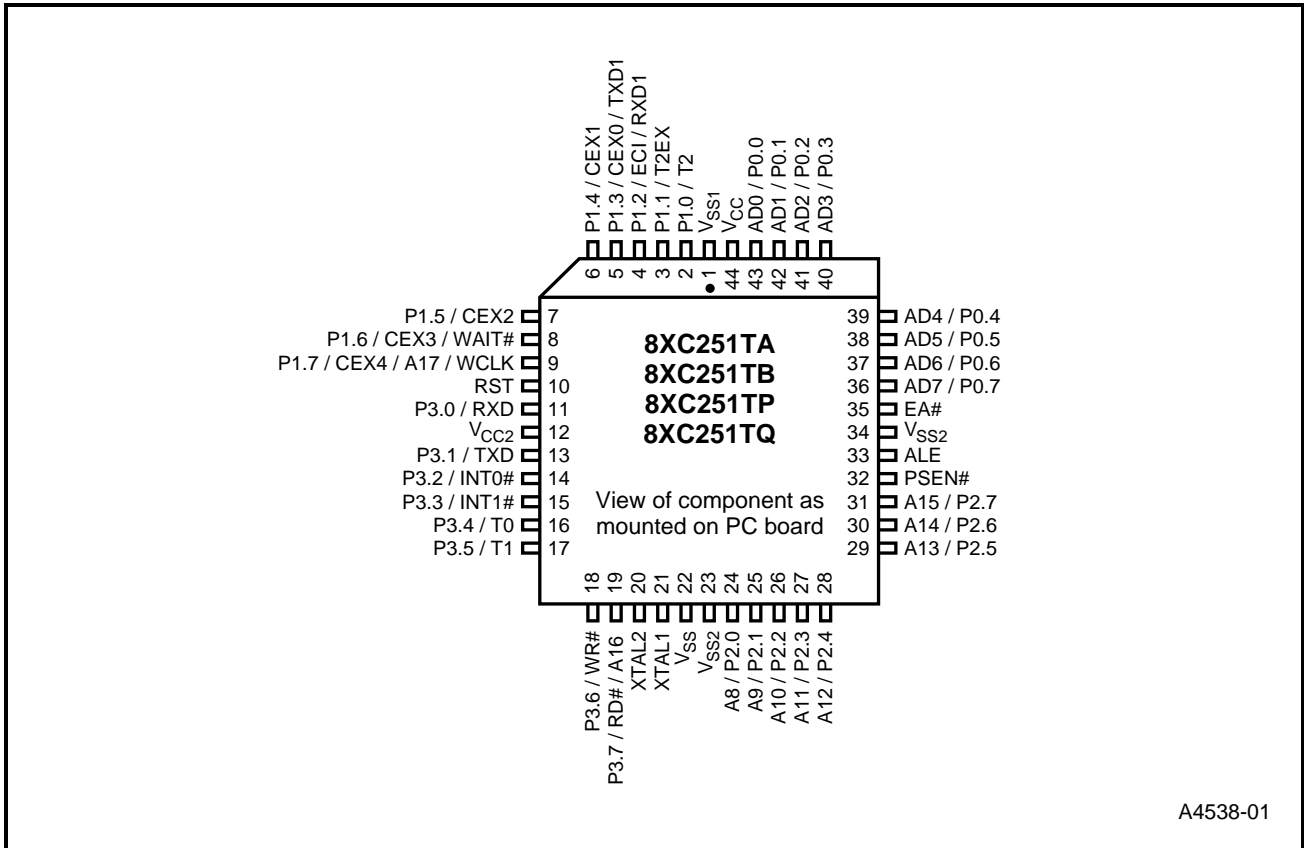 P1.4 / CEX1
P1.3 / CEX0 / TXD1
P1.2 / ECI / RXD1
P1.1 / T2EX
P1.0 / T2
VSS1
VCC
AD0 / P0.0
AD1 / P0.1
AD2 / P0.2
AD3 / P0.3
6
5
4
3
2
1
44
43
42
41
40
P1.5 / CEX2
P1.6 / CEX3 / WAIT#
P1.7 / CEX4 / A17 / WCLK
RST
P3.0 / RXD
VCC2
P3.1 / TXD
P3.2 / INT0#
P3.3 / INT1#
P3.4 / T0
P3.5 / T1
7
8
9
10
11
12
13
14
15
16
17
8XC251TA
8XC251TB
8XC251TP
8XC251TQ
View of component as
mounted on PC board
39
38
37
36
35
34
33
32
31
30
29
AD4 / P0.4
AD5 / P0.5
AD6 / P0.6
AD7 / P0.7
EA#
VSS2
ALE
PSEN#
A15 / P2.7
A14 / P2.6
A13 / P2.5
18
19
20
21
22
23
24
25
26
27
28
P3.6 / WR#
P3.7 / RD# / A16
XTAL2
XTAL1
VSS
VSS2
A8 / P2.0
A9 / P2.1
A10 / P2.2
A11 / P2.3
A12 / P2.4
A4538-01